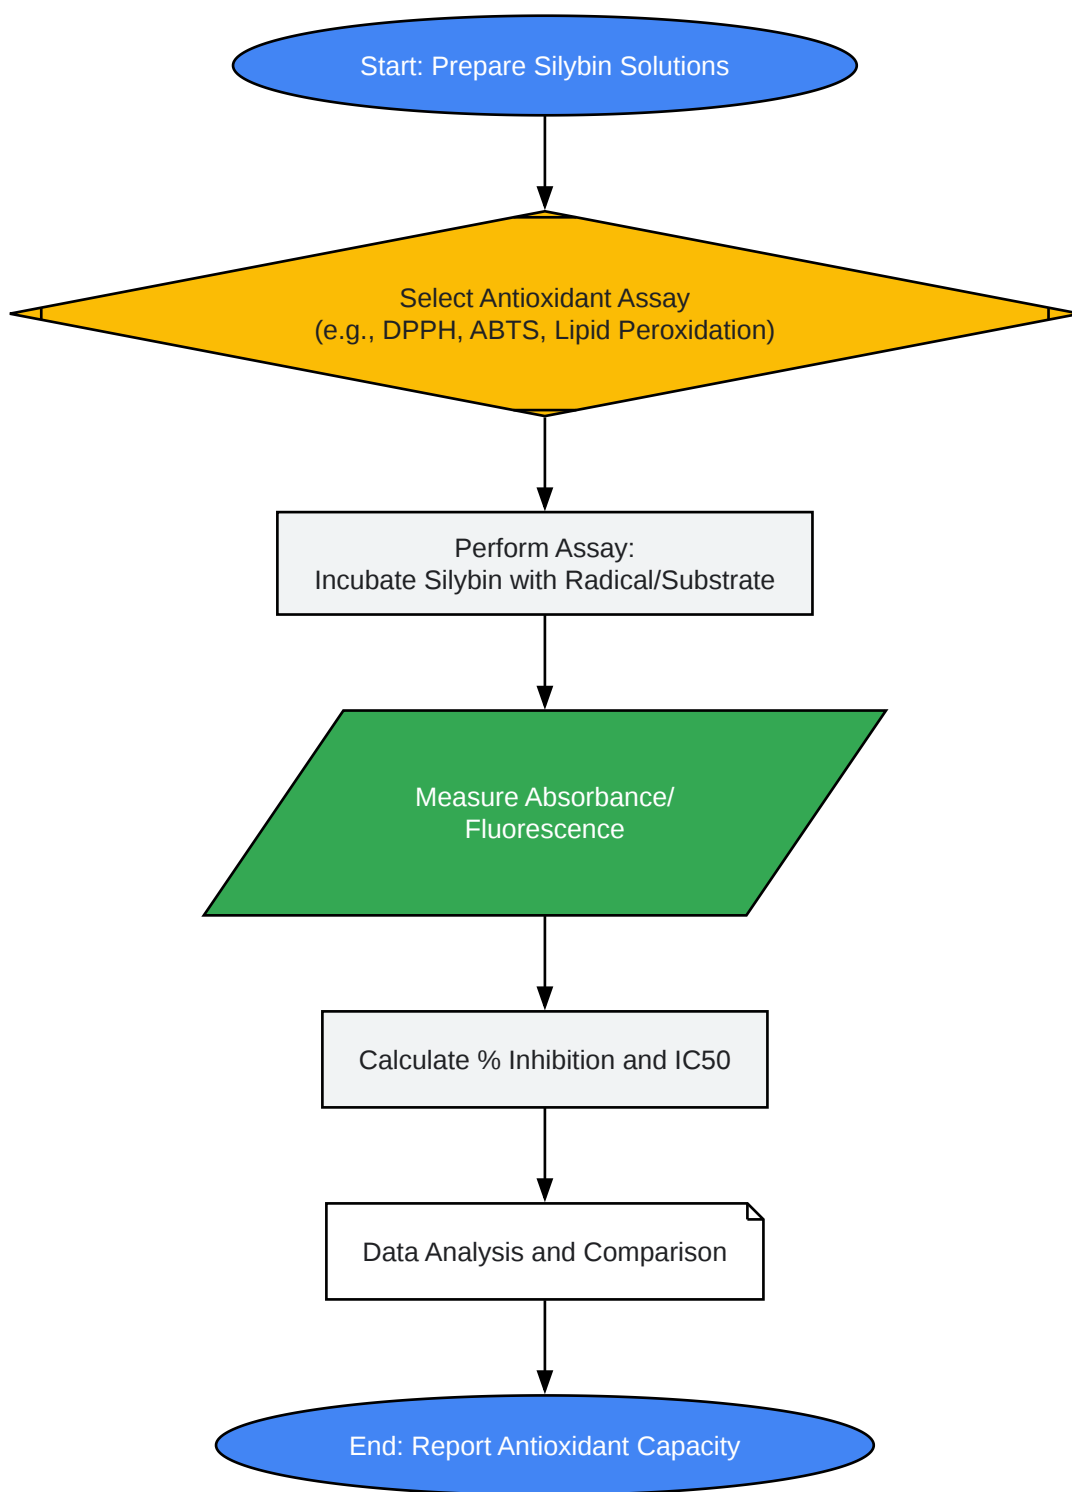 Start: Prepare Silybin Solutions
Select Antioxidant Assay
(e.g., DPPH, ABTS, Lipid Peroxidation)
Perform Assay:
Incubate Silybin with Radical/Substrate
Measure Absorbance/
Fluorescence
Calculate % Inhibition and IC50
Data Analysis and Comparison
End: Report Antioxidant Capacity